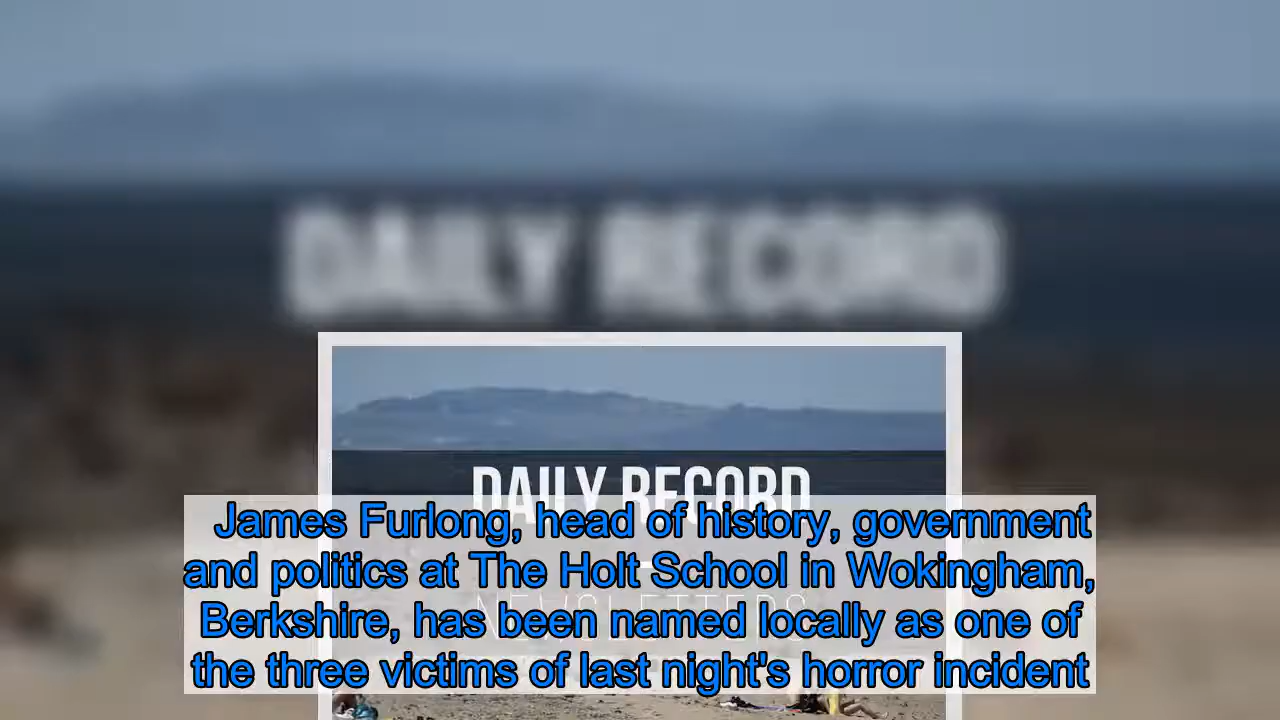 DAILY RECORD
DAILY RECORD
NEWSLETTERS
James Furlong, head of history, government
and politics at The Holt School in Wokingham,
Berkshire, has been named locally as one of
the three victims of last night's horror incident